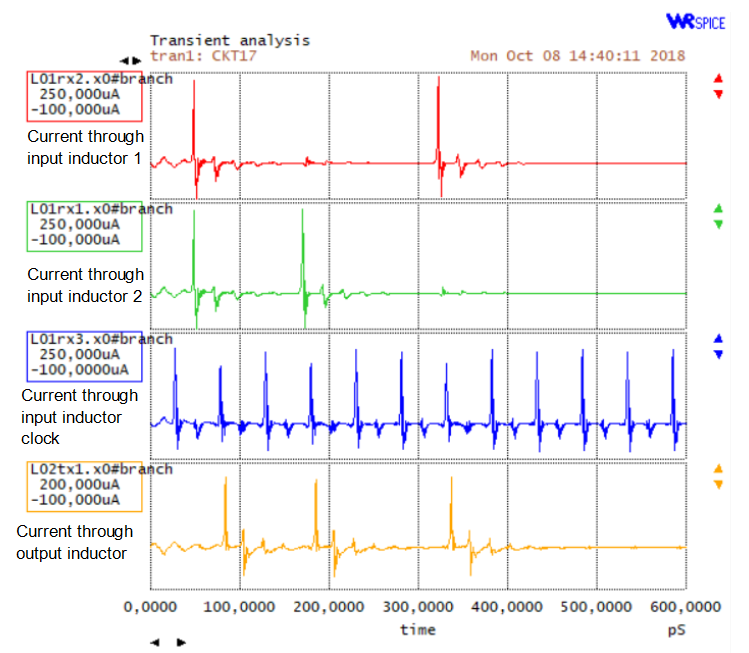 WRSPICE
Transient analysis
tran1: CKT17 Mon Oct 08 14:40:11 2018
L01rx2.x0#branch
250,000uA
-100,000uA
Current through
input inductor 1
L01rx1.x0#branch
250,000uA
-100,000uA
Current through
input inductor 2
L01rx3.x0#branch
250,000uA
-100,0000uA
Current through
input inductor
clock
L02tx1.x0#branch
200,000uA
-100,000uA
Current through
output inductor
0,0000 100,0000 200,0000 300,0000 400,0000 500,0000 600,0000
time pS